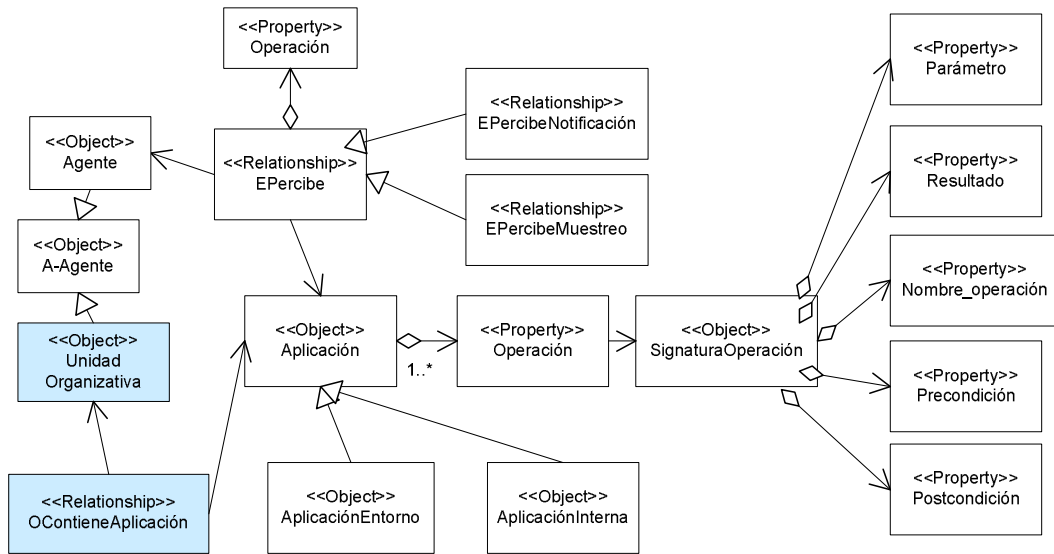 <<Property>>
Operación
<<Property>>
Parámetro
<<Relationship>>
EPercibeNotificación
<<Object>>
Agente
<<Relationship>>
EPercibe
<<Property>>
Resultado
<<Relationship>>
EPercibeMuestreo
<<Object>>
A-Agente
<<Property>>
Nombre_operación
<<Object>>
Unidad
Organizativa
<<Object>>
Aplicación
1..*
<<Property>>
Operación
<<Object>>
SignaturaOperación
<<Property>>
Precondición
<<Relationship>>
OContieneAplicación
<<Object>>
AplicaciónEntorno
<<Object>>
AplicaciónInterna
<<Property>>
Postcondición